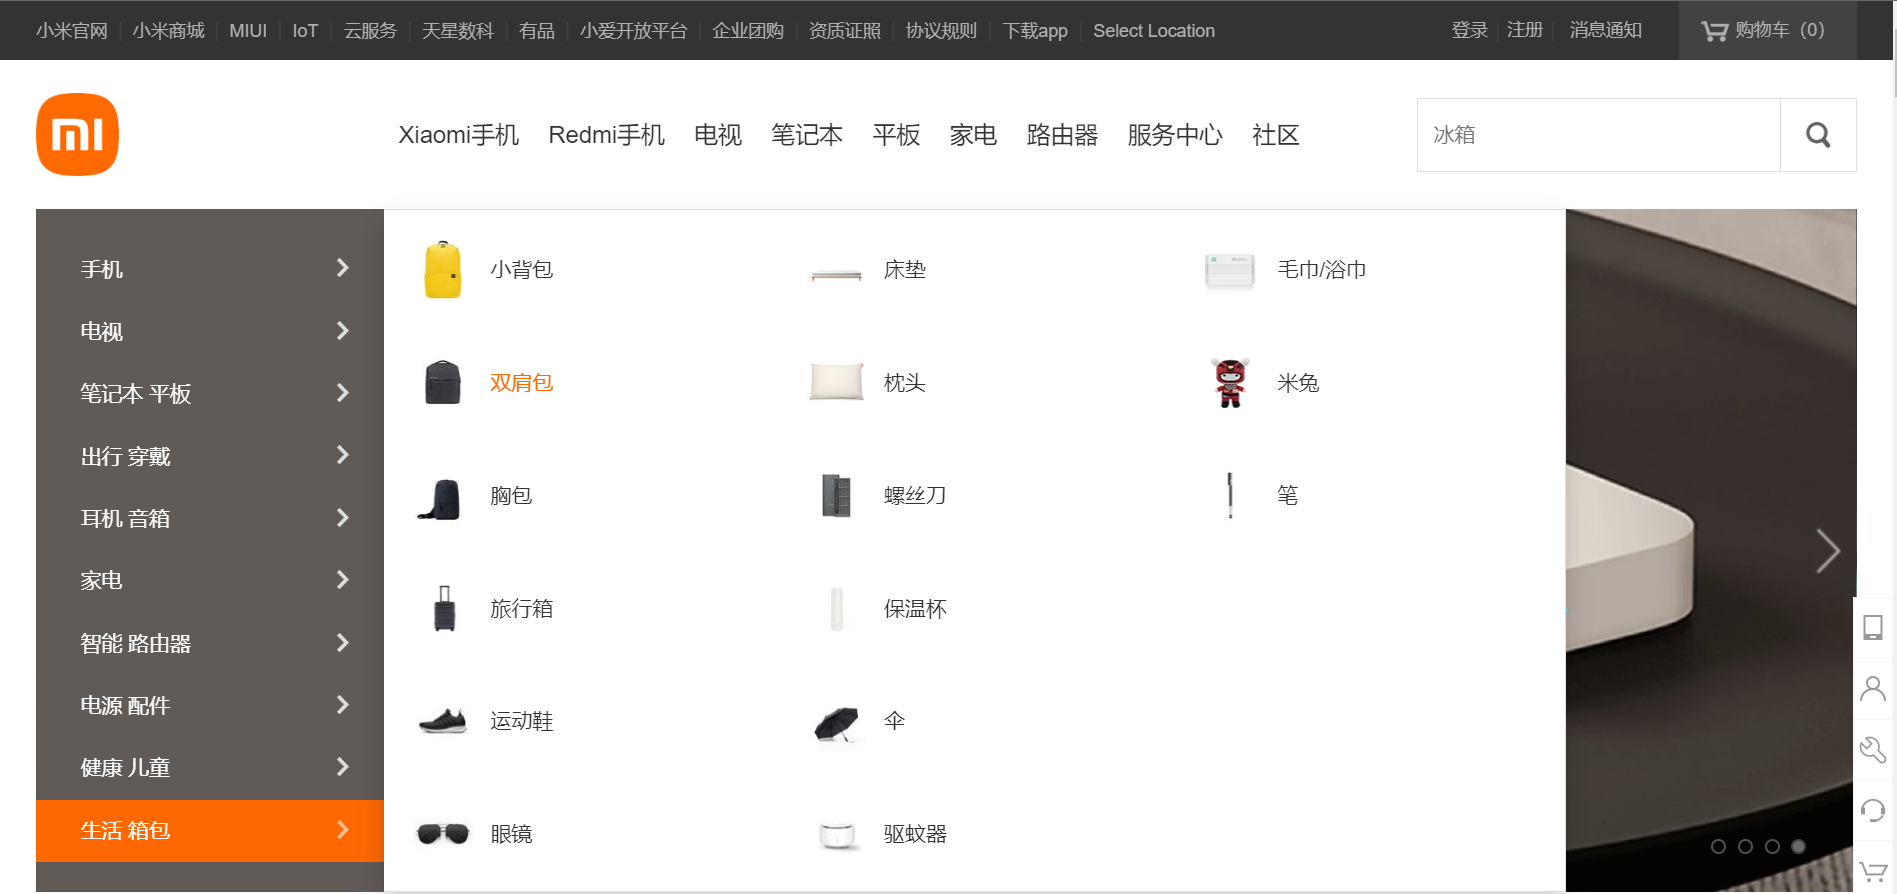 小米官网 小米商城 MIUI IoT 云服务 天星数科 有品 小爱开放平台 企业团购 资质证照 协议规则 下载app Select Location 登录 注册 消息通知 购物车（0）
mi Xiaomi手机 Redmi手机 电视 笔记本 平板 家电 路由器 服务中心 社区 冰箱
手机
电视
笔记本 平板
出行 穿戴
耳机 音箱
家电
智能 路由器
电源 配件
健康 儿童
生活 箱包
小背包 床垫 毛巾/浴巾
双肩包 枕头 米兔
胸包 螺丝刀 笔
旅行箱 保温杯
运动鞋 伞
眼镜 驱蚊器